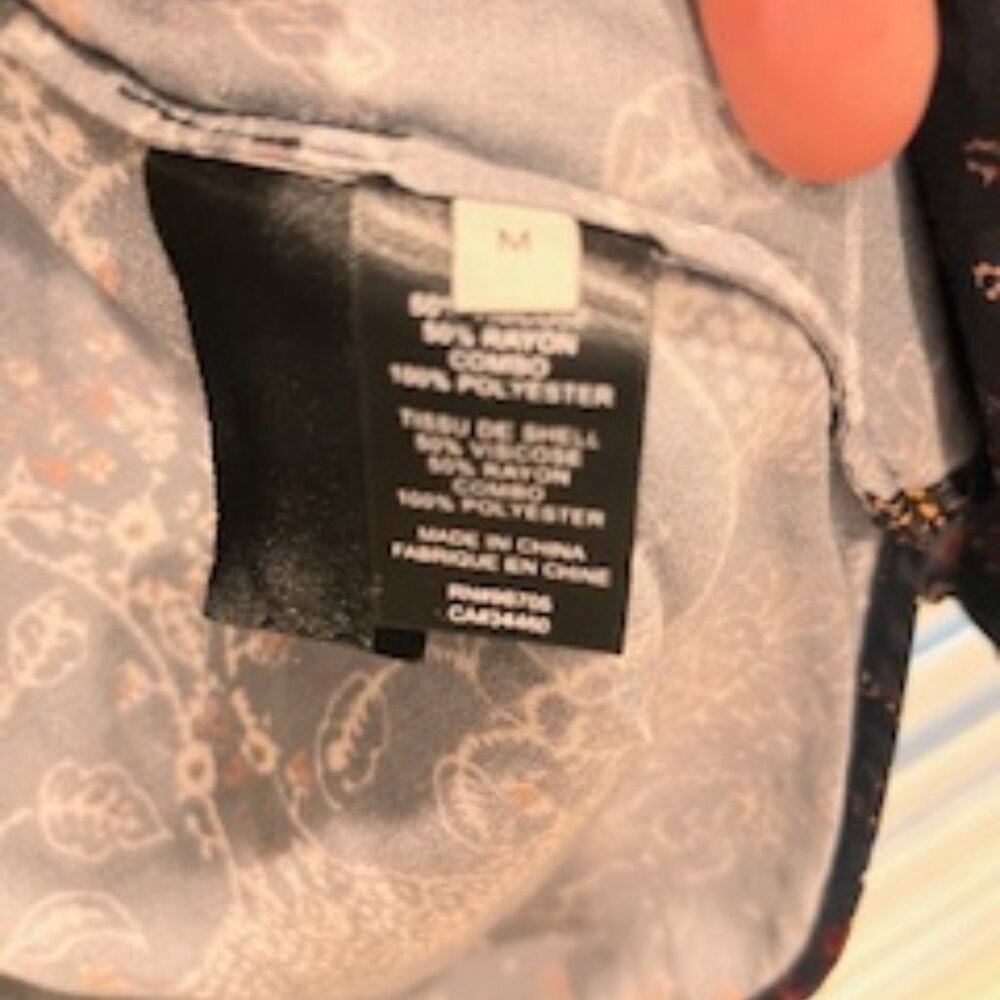 M
50% RAYON
COMBO
100% POLYESTER
TISSU DE SHELL
50% VISCOSE
50% RAYON
COMBO
100% POLYESTER
MADE IN CHINA
FABRIQUE EN CHINE